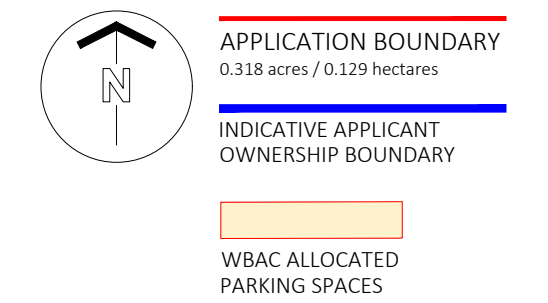 N
APPLICATION BOUNDARY
0.318 acres / 0.129 hectares
INDICATIVE APPLICANT
OWNERSHIP BOUNDARY
WBAC ALLOCATED
PARKING SPACES